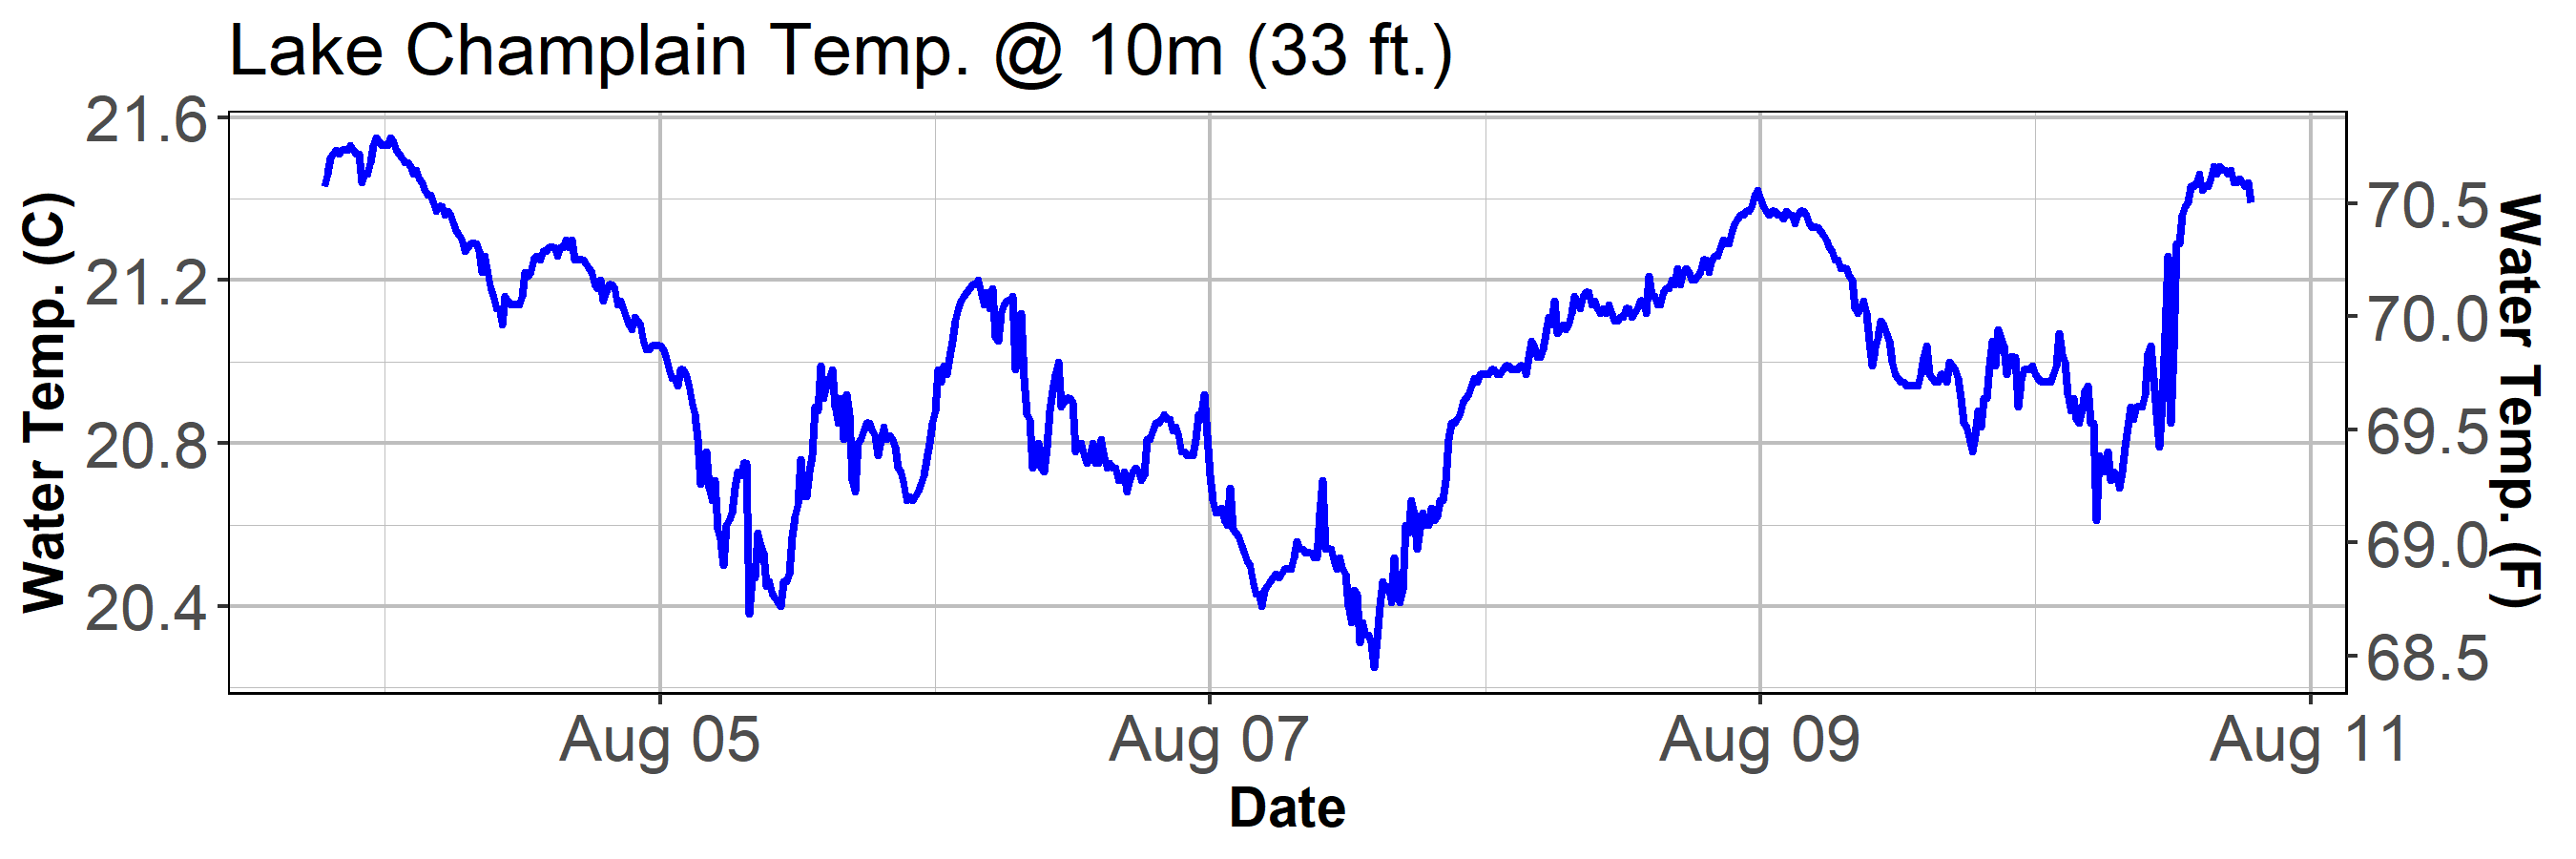 Lake Champlain Temp. @ 10m (33 ft.)
Water Temp. (C)
21.6
21.2
20.8
20.4
70.5
70.0
69.5
69.0
68.5
Water Temp. (F)
Aug 05 Aug 07 Aug 09 Aug 11
Date